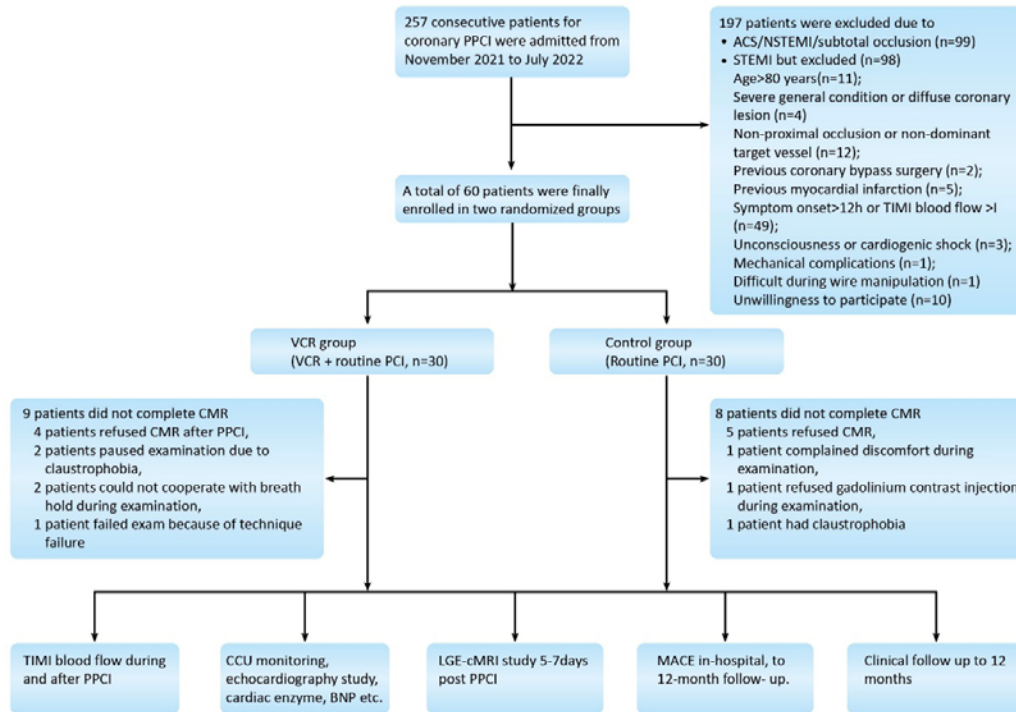 257 consecutive patients for
coronary PPCI were admitted from
November 2021 to July 2022
197 patients were excluded due to
• ACS/NSTEMI/subtotal occlusion (n=99)
• STEMI but excluded (n=98)
Age>80 years(n=11);
Severe general condition or diffuse coronary
lesion (n=4)
Non-proximal occlusion or non-dominant
target vessel (n=12);
Previous coronary bypass surgery (n=2);
Previous myocardial infarction (n=5);
Symptom onset>12h or TIMI blood flow >I
(n=49);
Unconsciousness or cardiogenic shock (n=3);
Mechanical complications (n=1);
Difficult during wire manipulation (n=1)
Unwillingness to participate (n=10)
A total of 60 patients were finally
enrolled in two randomized groups
VCR group
(VCR + routine PCI, n=30)
Control group
(Routine PCI, n=30)
9 patients did not complete CMR
4 patients refused CMR after PPCI,
2 patients paused examination due to
claustrophobia,
2 patients could not cooperate with breath
hold during examination,
1 patient failed exam because of technique
failure
8 patients did not complete CMR
5 patients refused CMR,
1 patient complained discomfort during
examination,
1 patient refused gadolinium contrast injection
during examination,
1 patient had claustrophobia
TIMI blood flow during
and after PPCI
CCU monitoring,
echocardiography study,
cardiac enzyme, BNP etc.
LGE-cMRI study 5-7days
post PPCI
MACE in-hospital, to
12-month follow- up.
Clinical follow up to 12
months